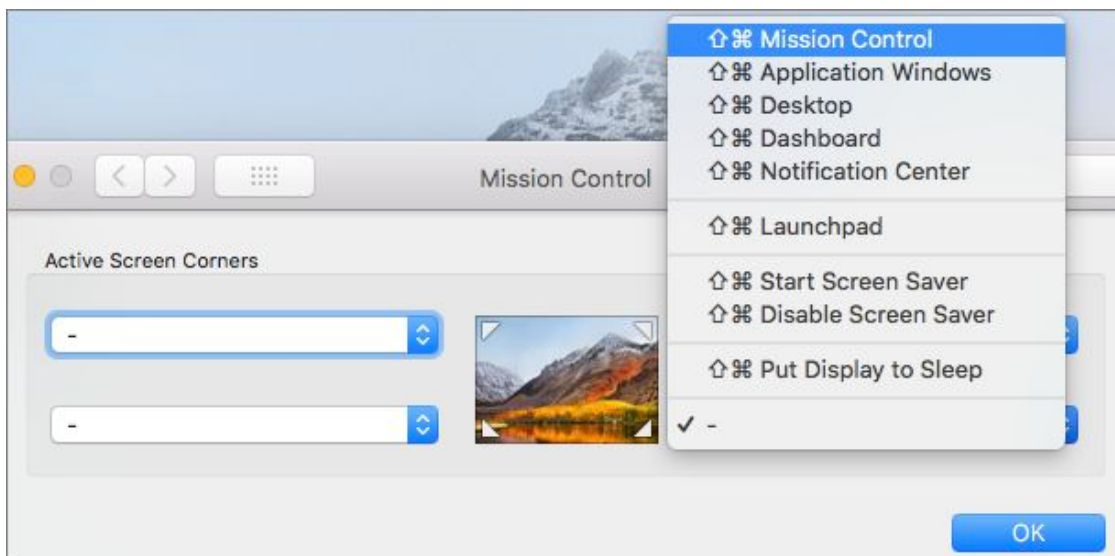 ⇧⌘ Mission Control
⇧⌘ Application Windows
⇧⌘ Desktop
⇧⌘ Dashboard
⇧⌘ Notification Center
⇧⌘ Launchpad
⇧⌘ Start Screen Saver
⇧⌘ Disable Screen Saver
⇧⌘ Put Display to Sleep
✓ -
Mission Control
Active Screen Corners
-
-
OK